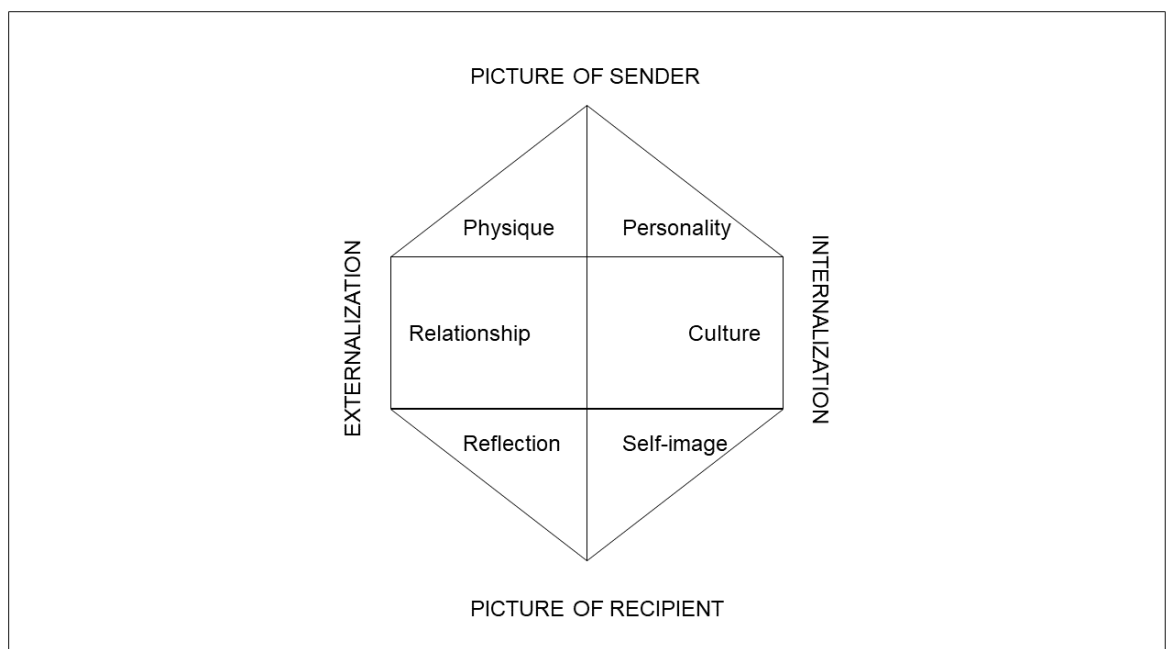 PICTURE OF SENDER
Physique
Personality
EXTERNALIZATION
INTERNALIZATION
Relationship
Culture
Reflection
Self-image
PICTURE OF RECIPIENT